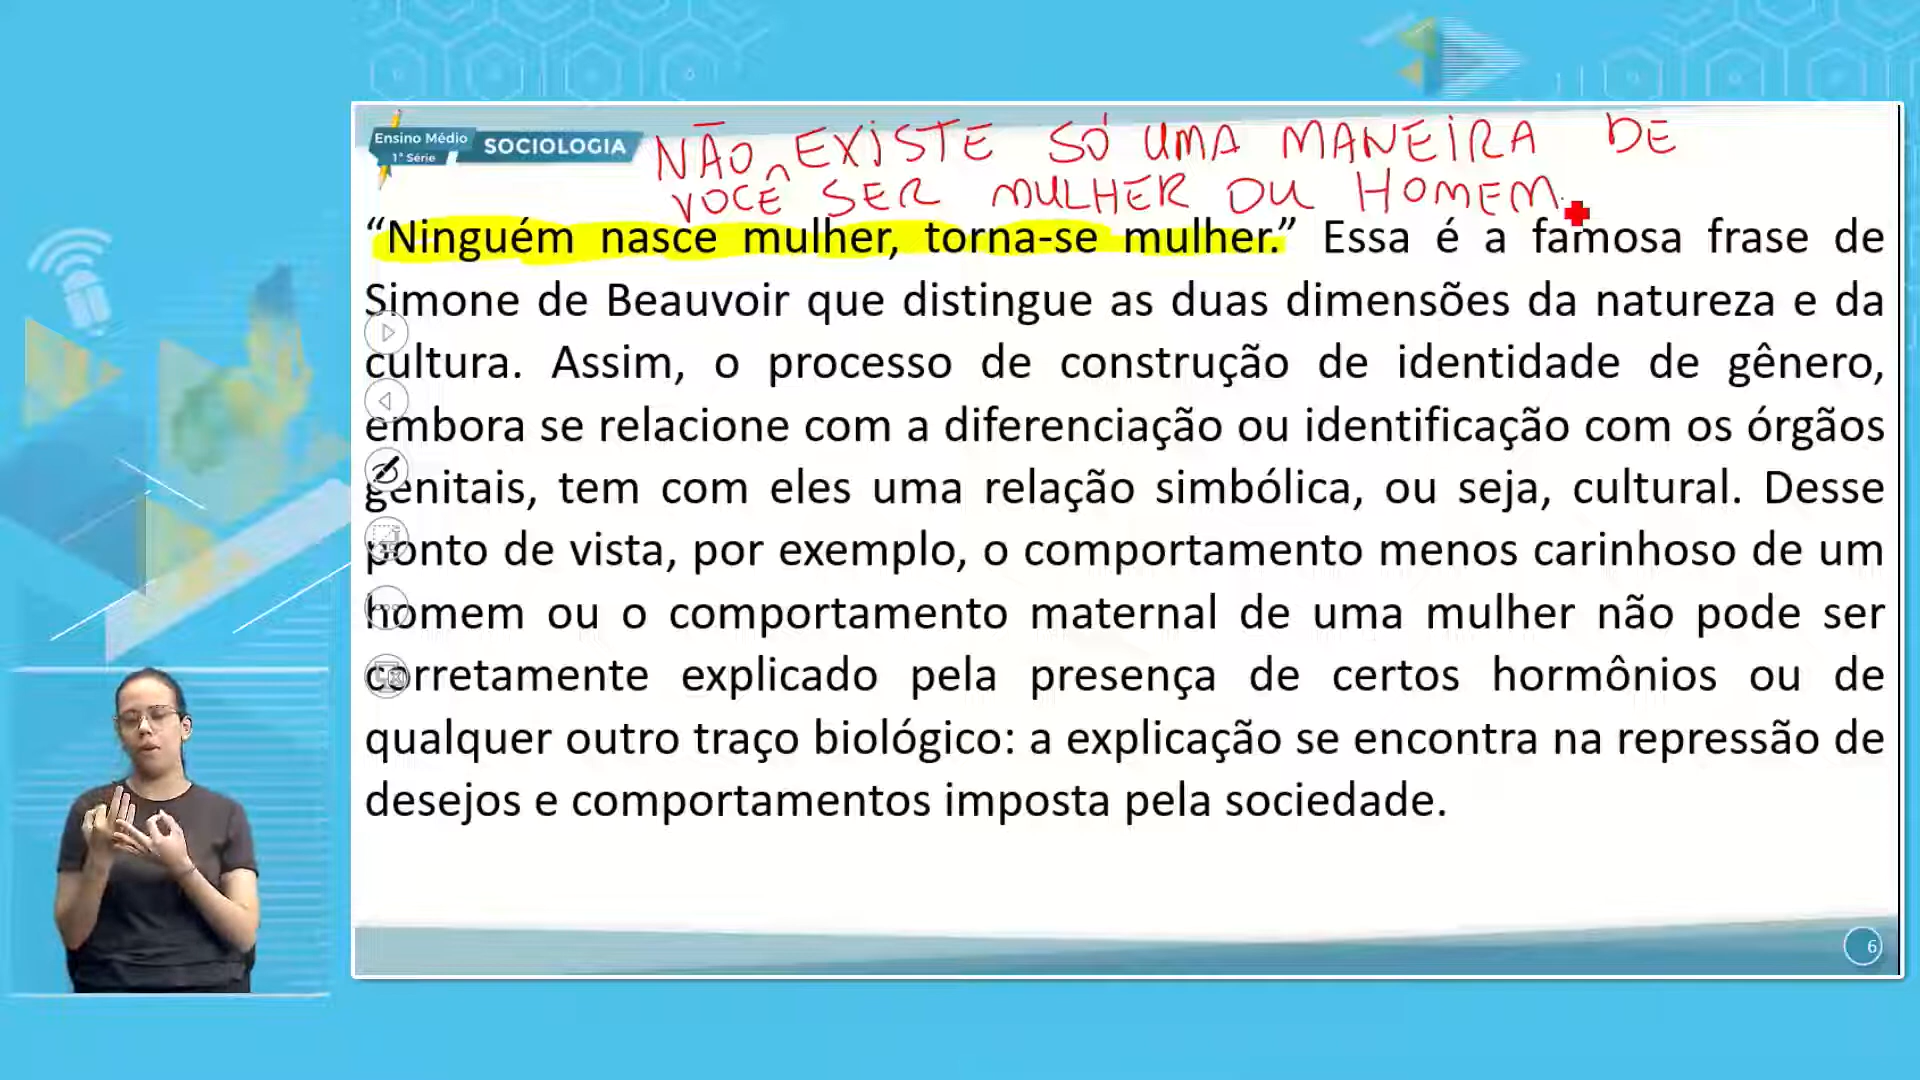 Ensino Médio
1ª Série
SOCIOLOGIA
NÃO EXISTE SÓ UMA MANEIRA DE
VOCÊ SER MULHER OU HOMEM.
“Ninguém nasce mulher, torna-se mulher.” Essa é a famosa frase de
Simone de Beauvoir que distingue as duas dimensões da natureza e da
cultura. Assim, o processo de construção de identidade de gênero,
embora se relacione com a diferenciação ou identificação com os órgãos
genitais, tem com eles uma relação simbólica, ou seja, cultural. Desse
ponto de vista, por exemplo, o comportamento menos carinhoso de um
homem ou o comportamento maternal de uma mulher não pode ser
corretamente explicado pela presença de certos hormônios ou de
qualquer outro traço biológico: a explicação se encontra na repressão de
desejos e comportamentos imposta pela sociedade.
6